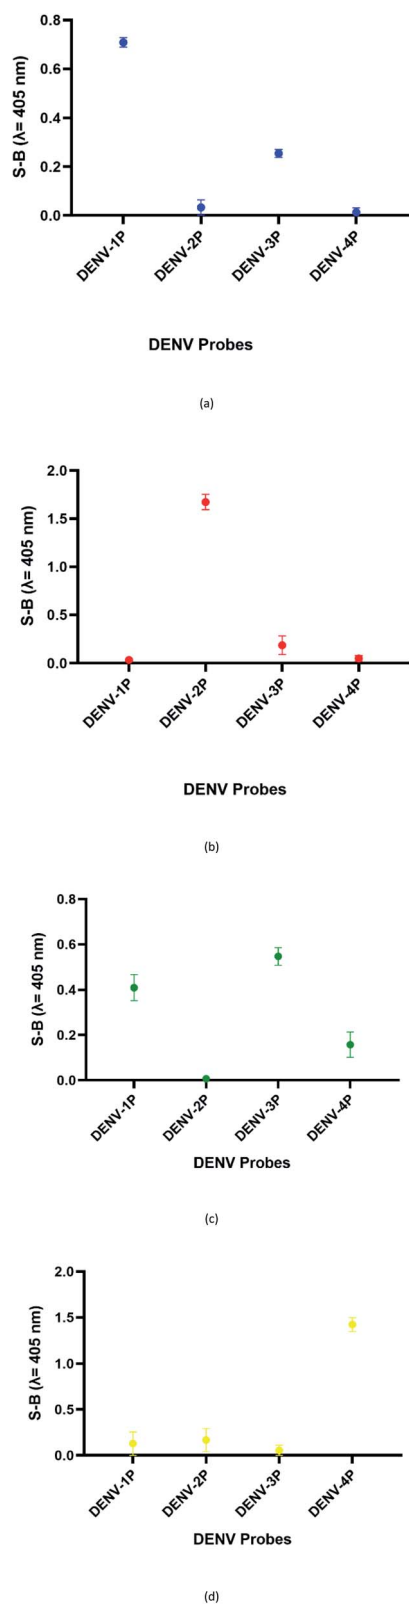 0.8
0.6
0.4
0.2
0.0
S-B (λ= 405 nm)
DENV-1P
DENV-2P
DENV-3P
DENV-4P
DENV Probes
(a)
2.0
1.5
1.0
0.5
0.0
S-B (λ= 405 nm)
DENV-1P
DENV-2P
DENV-3P
DENV-4P
DENV Probes
(b)
0.8
0.6
0.4
0.2
0.0
S-B (λ= 405 nm)
DENV-1P
DENV-2P
DENV-3P
DENV-4P
DENV Probes
(c)
2.0
1.5
1.0
0.5
0.0
S-B (λ= 405 nm)
DENV-1P
DENV-2P
DENV-3P
DENV-4P
DENV Probes
(d)